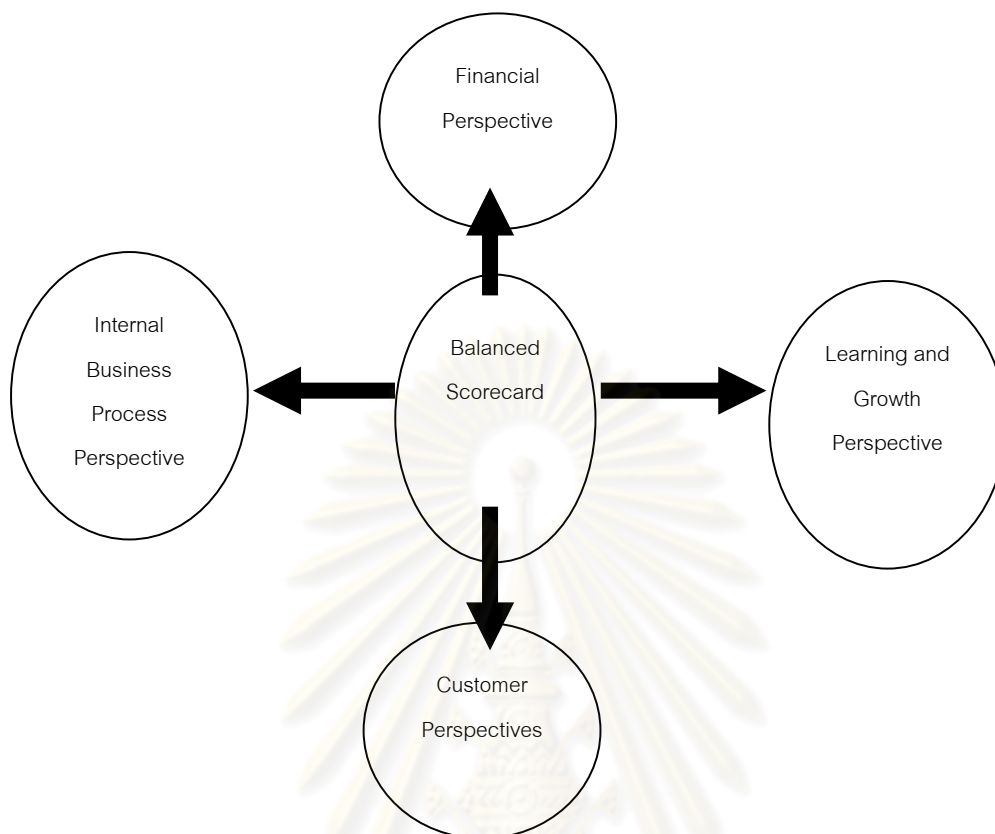 Financial
Perspective
Internal
Business
Process
Perspective
Balanced
Scorecard
Learning and
Growth
Perspective
Customer
Perspectives